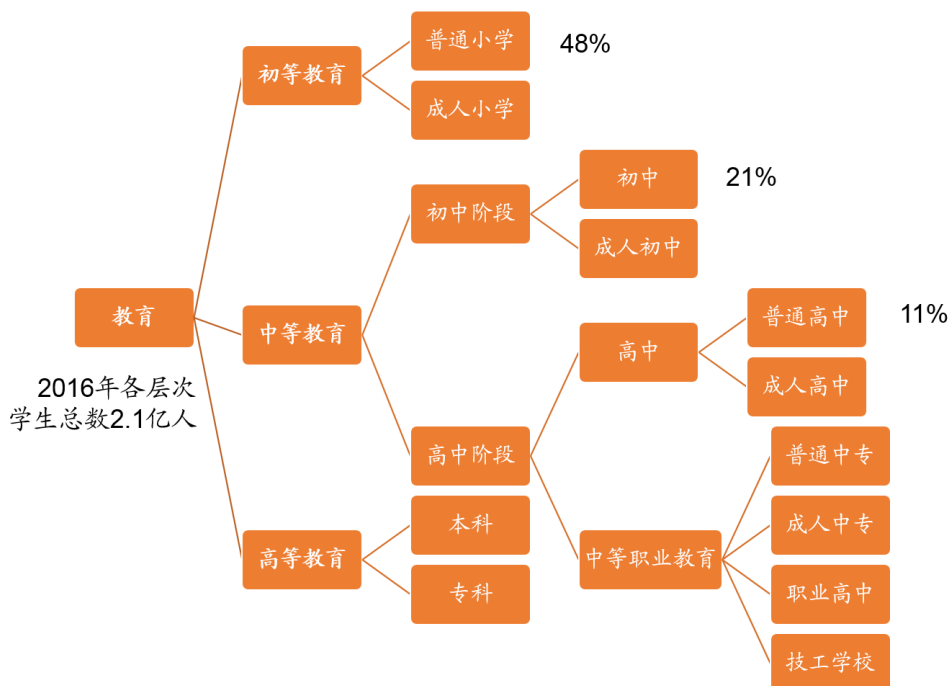 普通小学
48%
初等教育
成人小学
初中
21%
初中阶段
成人初中
教育
中等教育
普通高中
11%
高中
2016年各层次
学生总数2.1亿人
成人高中
高中阶段
普通中专
本科
成人中专
高等教育
中等职业教育
专科
职业高中
技工学校